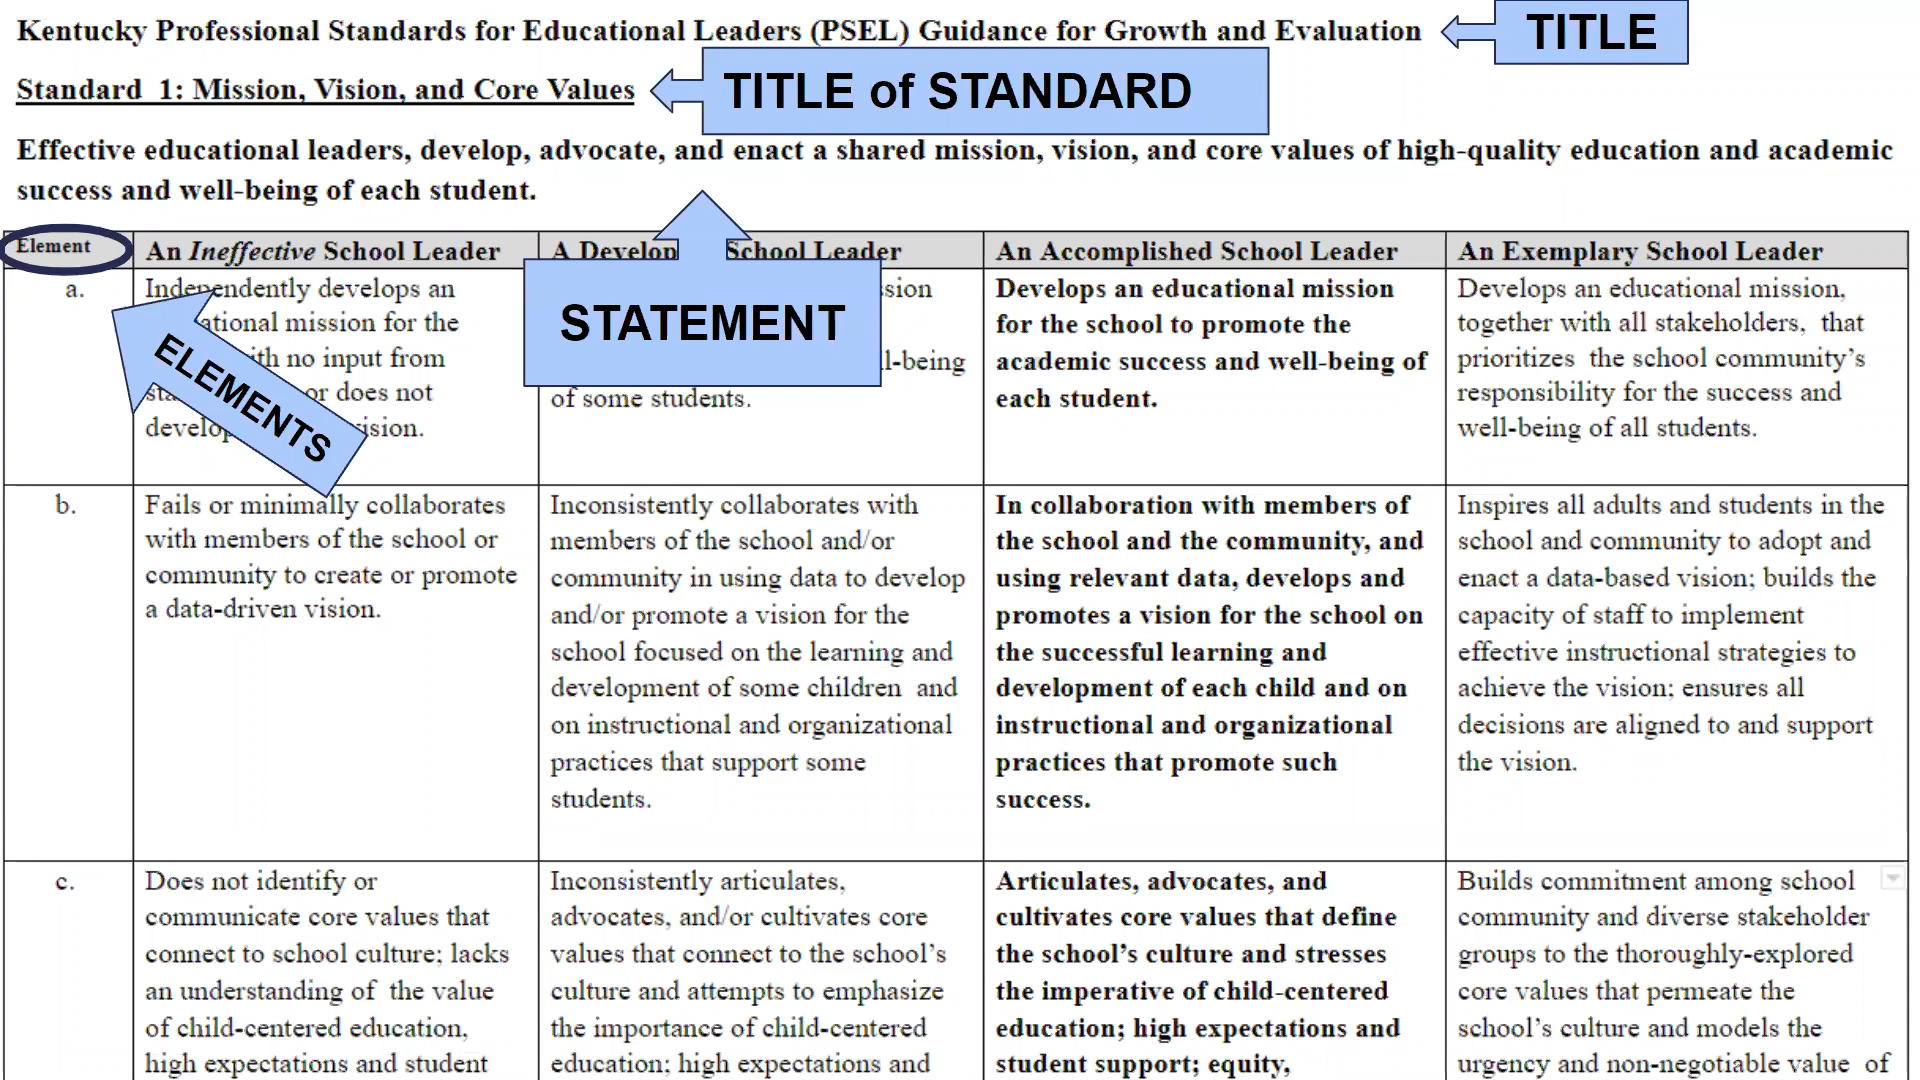 Kentucky Professional Standards for Educational Leaders (PSEL) Guidance for Growth and Evaluation
TITLE
Standard 1: Mission, Vision, and Core Values
TITLE of STANDARD
Effective educational leaders, develop, advocate, and enact a shared mission, vision, and core values of high-quality education and academic
success and well-being of each student.
STATEMENT
ELEMENTS
Element
An Ineffective School Leader
A Develop School Leader
An Accomplished School Leader
An Exemplary School Leader
a.
Independently develops an
mission for the
with no input from
or does not
of some students.
Develops an educational mission
for the school to promote the
academic success and well-being of
each student.
Develops an educational mission,
together with all stakeholders, that
prioritizes the school community’s
responsibility for the success and
well-being of all students.
b.
Fails or minimally collaborates
with members of the school or
community to create or promote
a data-driven vision.
Inconsistently collaborates with
members of the school and/or
community in using data to develop
and/or promote a vision for the
school focused on the learning and
development of some children and
on instructional and organizational
practices that support some
students.
In collaboration with members of
the school and the community, and
using relevant data, develops and
promotes a vision for the school on
the successful learning and
development of each child and on
instructional and organizational
practices that promote such
success.
Inspires all adults and students in the
school and community to adopt and
enact a data-based vision; builds the
capacity of staff to implement
effective instructional strategies to
achieve the vision; ensures all
decisions are aligned to and support
the vision.
c.
Does not identify or
communicate core values that
connect to school culture; lacks
an understanding of the value
of child-centered education,
high expectations and student
Inconsistently articulates,
advocates, and/or cultivates core
values that connect to the school’s
culture and attempts to emphasize
the importance of child-centered
education; high expectations and
Articulates, advocates, and
cultivates core values that define
the school’s culture and stresses
the imperative of child-centered
education; high expectations and
student support; equity,
Builds commitment among school
community and diverse stakeholder
groups to the thoroughly-explored
core values that permeate the
school’s culture and models the
urgency and non-negotiable value of